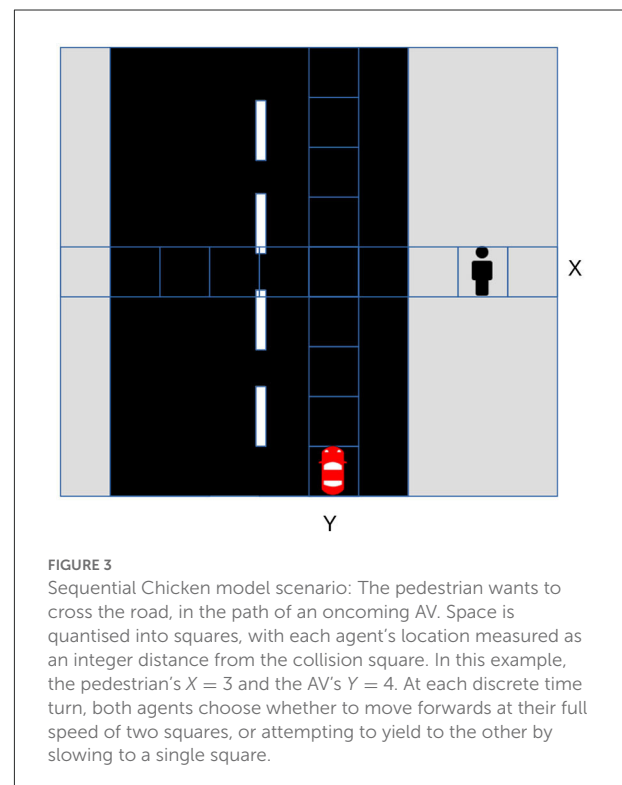 X
Y
FIGURE 3
Sequential Chicken model scenario: The pedestrian wants to
cross the road, in the path of an oncoming AV. Space is
quantised into squares, with each agent's location measured as
an integer distance from the collision square. In this example,
the pedestrian's X = 3 and the AV's Y = 4. At each discrete time
turn, both agents choose whether to move forwards at their full
speed of two squares, or attempting to yield to the other by
slowing to a single square.